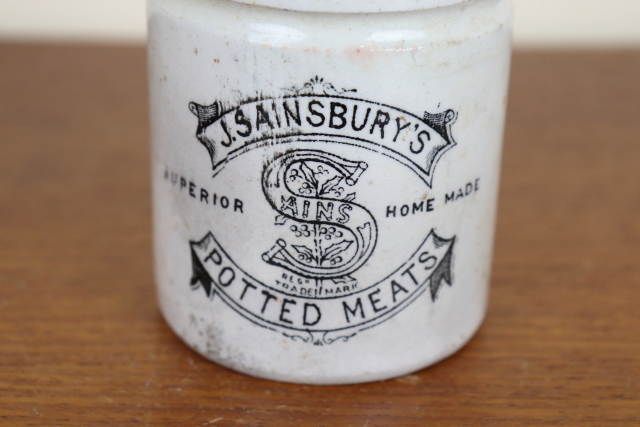 J. SAINSBURY'S
SUPERIOR
SAINS
HOME MADE
REGD
TRADE MARK
POTTED MEATS